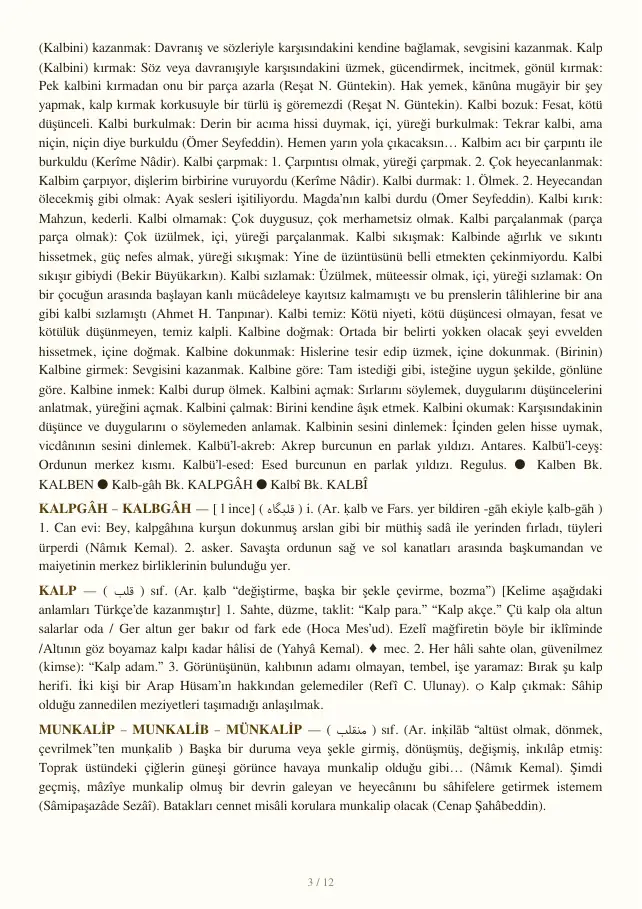 (Kalbini) kazanmak: Davranış ve sözleriyle karşısındakini kendine bağlamak, sevgisini kazanmak. Kalp
(Kalbini) kırmak: Söz veya davranışıyle karşısındakini üzmek, gücendirmek, incitmek, gönül kırmak:
Pek kalbini kırmadan onu bir parça azarla (Reşat N. Güntekin). Hak yemek, kānûna mugāyir bir şey
yapmak, kalp kırmak korkusuyle bir türlü iş göremezdi (Reşat N. Güntekin). Kalbi bozuk: Fesat, kötü
düşünceli. Kalbi burkulmak: Derin bir acıma hissi duymak, içi, yüreği burkulmak: Tekrar kalbi, ama
niçin, niçin diye burkuldu (Ömer Seyfeddin). Hemen yarın yola çıkacaksın… Kalbim acı bir çarpıntı ile
burkuldu (Kerîme Nâdir). Kalbi çarpmak: 1. Çarpıntısı olmak, yüreği çarpmak. 2. Çok heyecanlanmak:
Kalbim çarpıyor, dişlerim birbirine vuruyordu (Kerîme Nâdir). Kalbi durmak: 1. Ölmek. 2. Heyecandan
ölecekmiş gibi olmak: Ayak sesleri işitiliyordu. Magda’nın kalbi durdu (Ömer Seyfeddin). Kalbi kırık:
Mahzun, kederli. Kalbi olmamak: Çok duygusuz, çok merhametsiz olmak. Kalbi parçalanmak (parça
parça olmak): Çok üzülmek, içi, yüreği parçalanmak. Kalbi sıkışmak: Kalbinde ağırlık ve sıkıntı
hissetmek, güç nefes almak, yüreği sıkışmak: Yine de üzüntüsünü belli etmekten çekinmiyordu. Kalbi
sıkışır gibiydi (Bekir Büyükarkın). Kalbi sızlamak: Üzülmek, müteessir olmak, içi, yüreği sızlamak: On
bir çocuğun arasında başlayan kanlı mücâdeleye kayıtsız kalmamıştı ve bu prenslerin tâlihlerine bir ana
gibi kalbi sızlamıştı (Ahmet H. Tanpınar). Kalbi temiz: Kötü niyeti, kötü düşüncesi olmayan, fesat ve
kötülük düşünmeyen, temiz kalpli. Kalbine doğmak: Ortada bir belirti yokken olacak şeyi evvelden
hissetmek, içine doğmak. Kalbine dokunmak: Hislerine tesir edip üzmek, içine dokunmak. (Birinin)
Kalbine girmek: Sevgisini kazanmak. Kalbine göre: Tam istediği gibi, isteğine uygun şekilde, gönlüne
göre. Kalbine inmek: Kalbi durup ölmek. Kalbini açmak: Sırlarını söylemek, duygularını düşüncelerini
anlatmak, yüreğini açmak. Kalbini çalmak: Birini kendine âşık etmek. Kalbini okumak: Karşısındakinin
düşünce ve duygularını o söylemeden anlamak. Kalbinin sesini dinlemek: İçinden gelen hisse uymak,
vicdânının sesini dinlemek. Kalbü’l-akreb: Akrep burcunun en parlak yıldızı. Antares. Kalbü’l-ceyş:
Ordunun merkez kısmı. Kalbü’l-esed: Esed burcunun en parlak yıldızı. Regulus. ● Kalben Bk.
KALBEN ● Kalb-gâh Bk. KALPGÂH ● Kalbî Bk. KALBÎ
KALPGÂH – KALBGÂH — [ l ince] ( قلبگاه ) i. (Ar. ḳalb ve Fars. yer bildiren -gāh ekiyle ḳalb-gāh )
1. Can evi: Bey, kalpgâhına kurşun dokunmuş arslan gibi bir müthiş sadâ ile yerinden fırladı, tüyleri
ürperdi (Nâmık Kemal). 2. asker. Savaşta ordunun sağ ve sol kanatları arasında başkumandan ve
maiyetinin merkez birliklerinin bulunduğu yer.
KALP — ( قلب ) sıf. (Ar. ḳalb “değiştirme, başka bir şekle çevirme, bozma”) [Kelime aşağıdaki
anlamları Türkçe’de kazanmıştır] 1. Sahte, düzme, taklit: “Kalp para.” “Kalp akçe.” Çü kalp ola altun
salarlar oda / Ger altun ger bakır od fark ede (Hoca Mes’ud). Ezelî mağfiretin böyle bir iklîminde
/Altının göz boyamaz kalpı kadar hâlisi de (Yahyâ Kemal). ♦ mec. 2. Her hâli sahte olan, güvenilmez
(kimse): “Kalp adam.” 3. Görünüşünün, kalıbının adamı olmayan, tembel, işe yaramaz: Bırak şu kalp
herifi. İki kişi bir Arap Hüsam’ın hakkından gelemediler (Refî C. Ulunay). ○ Kalp çıkmak: Sâhip
olduğu zannedilen meziyetleri taşımadığı anlaşılmak.
MUNKALİP – MUNKALİB – MÜNKALİP — ( منقلب ) sıf. (Ar. inḳilāb “altüst olmak, dönmek,
çevrilmek”ten munḳalib ) Başka bir duruma veya şekle girmiş, dönüşmüş, değişmiş, inkılâp etmiş:
Toprak üstündeki çiğlerin güneşi görünce havaya munkalip olduğu gibi… (Nâmık Kemal). Şimdi
geçmiş, mâzîye munkalip olmuş bir devrin galeyan ve heyecânını bu sâhifelere getirmek istemem
(Sâmipaşazâde Sezâî). Batakları cennet misâli korulara munkalip olacak (Cenap Şahâbeddin).
3 / 12